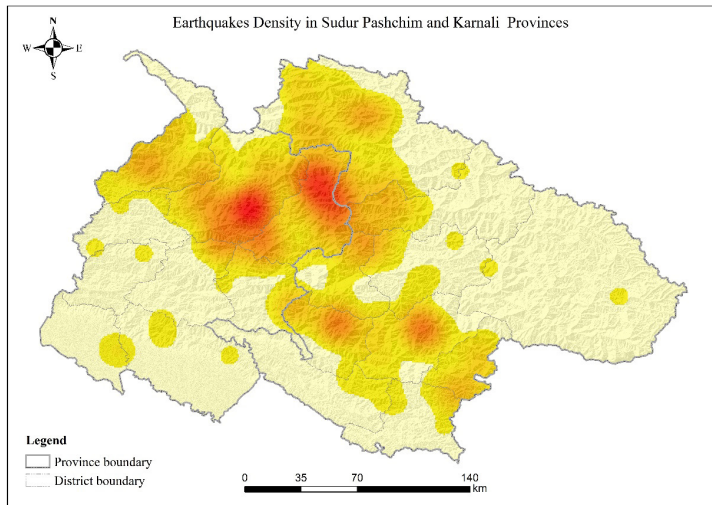 Earthquakes Density in Sudur Pashchim and Karnali Provinces
N
W E
S
Legend
Province boundary
District boundary
0 35 70 140
km